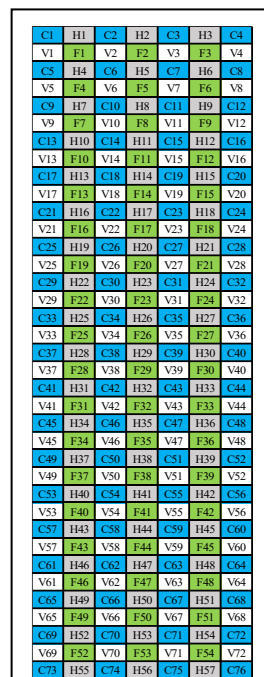 C1 H1 C2 H2 C3 H3 C4
V1 F1 V2 F2 V3 F3 V4
C5 H4 C6 H5 C7 H6 C8
V5 F4 V6 F5 V7 F6 V8
C9 H7 C10 H8 C11 H9 C12
V9 F7 V10 F8 V11 F9 V12
C13 H10 C14 H11 C15 H12 C16
V13 F10 V14 F11 V15 F12 V16
C17 H13 C18 H14 C19 H15 C20
V17 F13 V18 F14 V19 F15 V20
C21 H16 C22 H17 C23 H18 C24
V21 F16 V22 F17 V23 F18 V24
C25 H19 C26 H20 C27 H21 C28
V25 F19 V26 F20 V27 F21 V28
C29 H22 C30 H23 C31 H24 C32
V29 F22 V30 F23 V31 F24 V32
C33 H25 C34 H26 C35 H27 C36
V33 F25 V34 F26 V35 F27 V36
C37 H28 C38 H29 C39 H30 C40
V37 F28 V38 F29 V39 F30 V40
C41 H31 C42 H32 C43 H33 C44
V41 F31 V42 F32 V43 F33 V44
C45 H34 C46 H35 C47 H36 C48
V45 F34 V46 F35 V47 F36 V48
C49 H37 C50 H38 C51 H39 C52
V49 F37 V50 F38 V51 F39 V52
C53 H40 C54 H41 C55 H42 C56
V53 F40 V54 F41 V55 F42 V56
C57 H43 C58 H44 C59 H45 C60
V57 F43 V58 F44 V59 F45 V60
C61 H46 C62 H47 C63 H48 C64
V61 F46 V62 F47 V63 F48 V64
C65 H49 C66 H50 C67 H51 C68
V65 F49 V66 F50 V67 F51 V68
C69 H52 C70 H53 C71 H54 C72
V69 F52 V70 F53 V71 F54 V72
C73 H55 C74 H56 C75 H57 C76